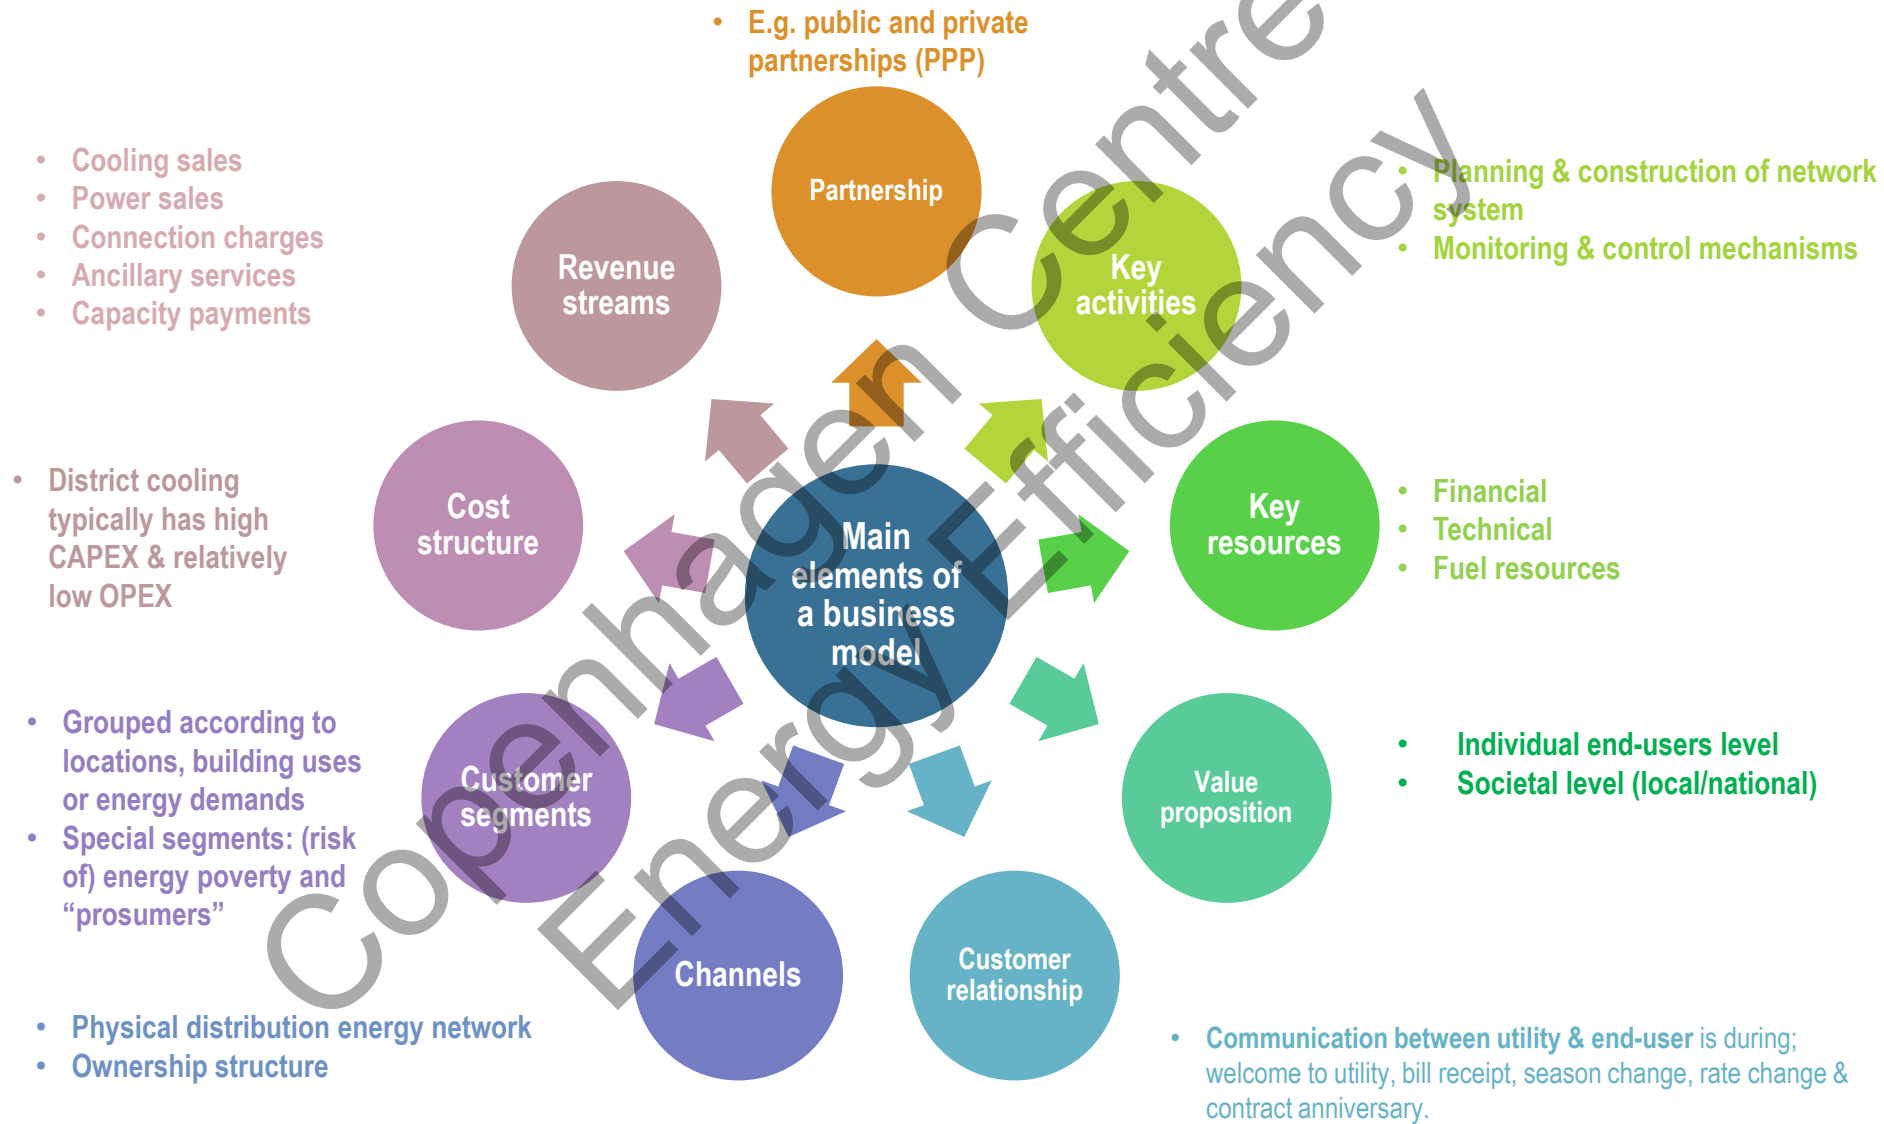 • E.g. public and private
partnerships (PPP)
Partnership
• Cooling sales
• Power sales
• Connection charges
• Ancillary services
• Capacity payments
Revenue
streams
Key
activities
• Planning & construction of network
system
• Monitoring & control mechanisms
• District cooling
typically has high
CAPEX & relatively
low OPEX
Cost
structure
Main
elements of
a business
model
Key
resources
• Financial
• Technical
• Fuel resources
• Grouped according to
locations, building uses
or energy demands
• Special segments: (risk
of) energy poverty and
“prosumers”
Customer
segments
Value
proposition
• Individual end-users level
• Societal level (local/national)
Channels
Customer
relationship
• Physical distribution energy network
• Ownership structure
• Communication between utility & end-user is during;
welcome to utility, bill receipt, season change, rate change &
contract anniversary.
Copenhagen Centre
Energy Efficiency